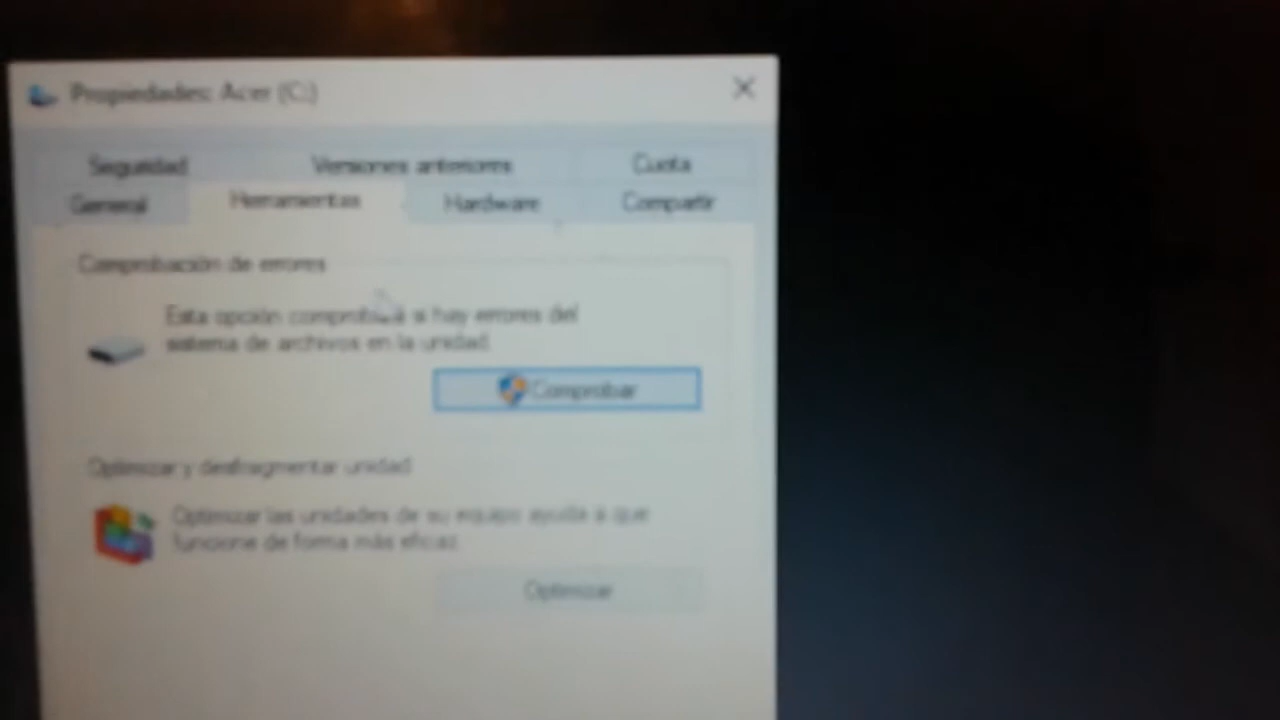 Propiedades: Acer (C:)
Seguridad Versiones anteriores Cuota
General Herramientas Hardware Compartir
Comprobación de errores
Esta opción comprobará si hay errores del
sistema de archivos en la unidad.
Comprobar
Optimizar y desfragmentar unidad
Optimizar las unidades de su equipo ayuda a que
funcione de forma más eficaz.
Optimizar